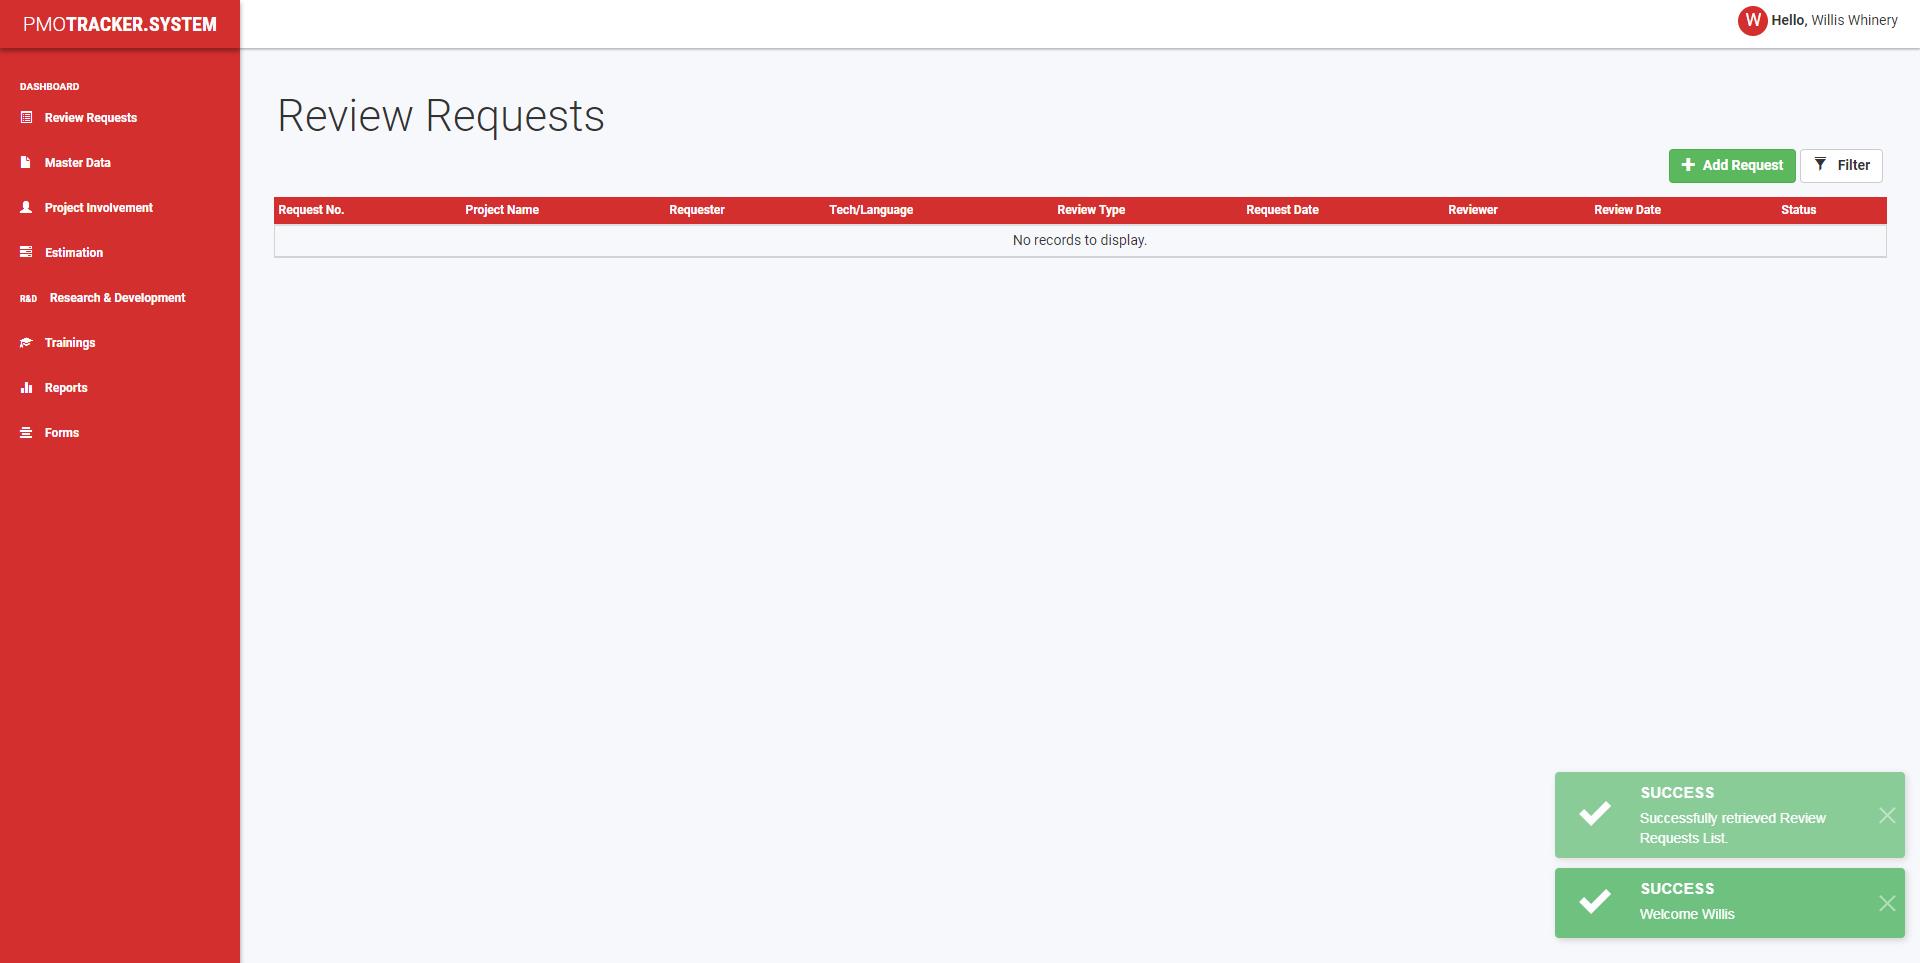 PMOTRACKER.SYSTEM
W Hello, Willis Whinery
DASHBOARD
Review Requests
Master Data
Project Involvement
Estimation
R&D Research & Development
Trainings
Reports
Forms
Review Requests
Add Request Filter
Request No. Project Name Requester Tech/Language Review Type Request Date Reviewer Review Date Status
No records to display.
SUCCESS
Successfully retrieved Review
Requests List.
SUCCESS
Welcome Willis